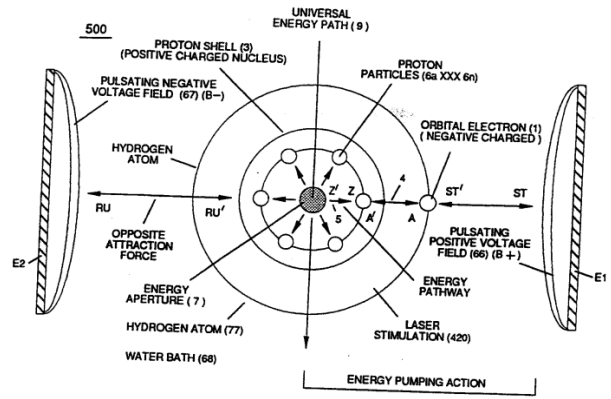 500
UNIVERSAL
ENERGY PATH (9)
PROTON SHELL (3)
(POSITIVE CHARGED NUCLEUS)
PROTON
PARTICLES (6a XXX 6n)
PULSATING NEGATIVE
VOLTAGE FIELD (67) (B–)
ORBITAL ELECTRON (1)
( NEGATIVE CHARGED )
HYDROGEN
ATOM
4
Z' Z
ST' ST
RU RU'
5 A' A
OPPOSITE
ATTRACTION
FORCE
PULSATING
POSITIVE VOLTAGE
FIELD (66) (B +)
E2
E1
ENERGY
APERTURE ( 7 )
ENERGY
PATHWAY
HYDROGEN ATOM (77)
LASER
STIMULATION (420)
WATER BATH (68)
ENERGY PUMPING ACTION